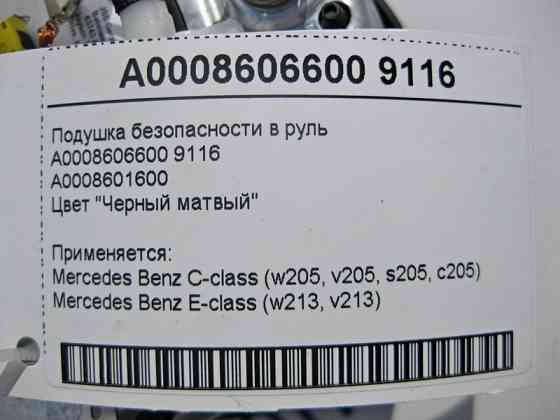 A0008606600 9116
Подушка безопасности в руль
A0008606600 9116
A0008601600
Цвет "Черный матвый"
Применяется:
Mercedes Benz C-class (w205, v205, s205, c205)
Mercedes Benz E-class (w213, v213)